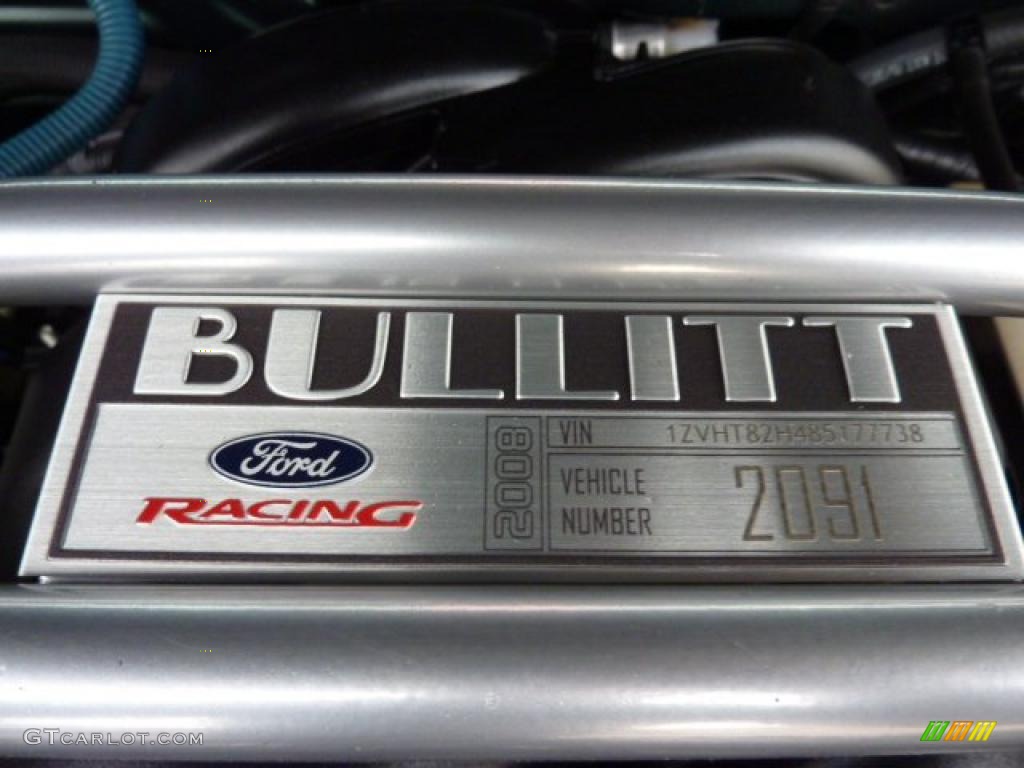 BULLITT
Ford
RACING
2008
VIN 1ZVHT82H485177738
VEHICLE
NUMBER
2091
GTCARLOT.COM